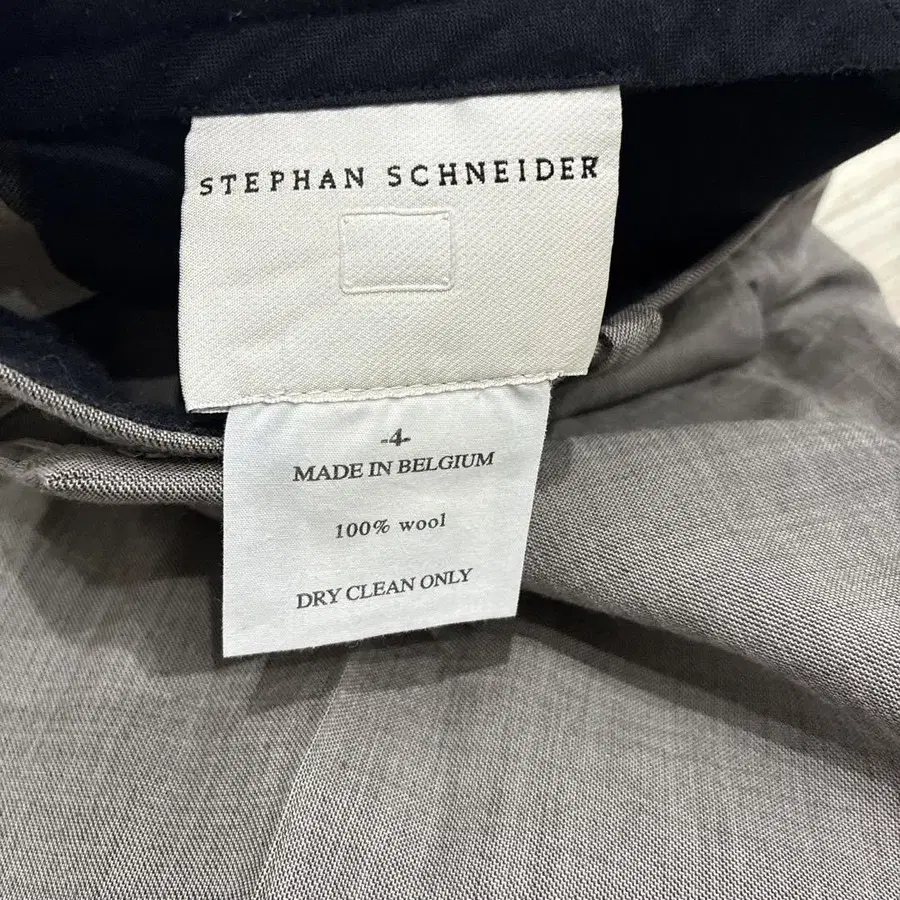 STEPHAN SCHNEIDER
-4-
MADE IN BELGIUM
100% wool
DRY CLEAN ONLY